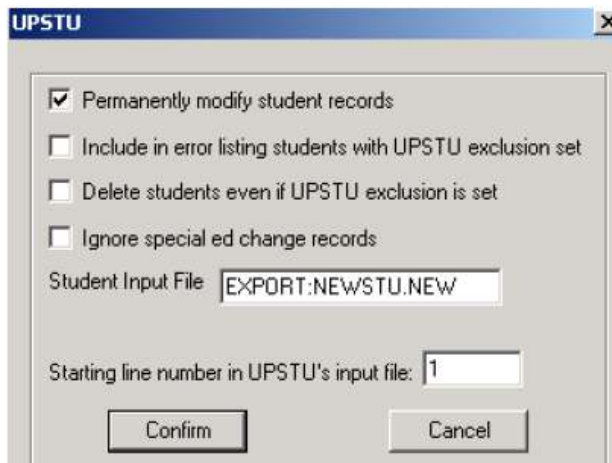 UPSTU
Permanently modify student records
Include in error listing students with UPSTU exclusion set
Delete students even if UPSTU exclusion is set
Ignore special ed change records
Student Input File EXPORT:NEWSTU.NEW
Starting line number in UPSTU's input file: 1
Confirm Cancel